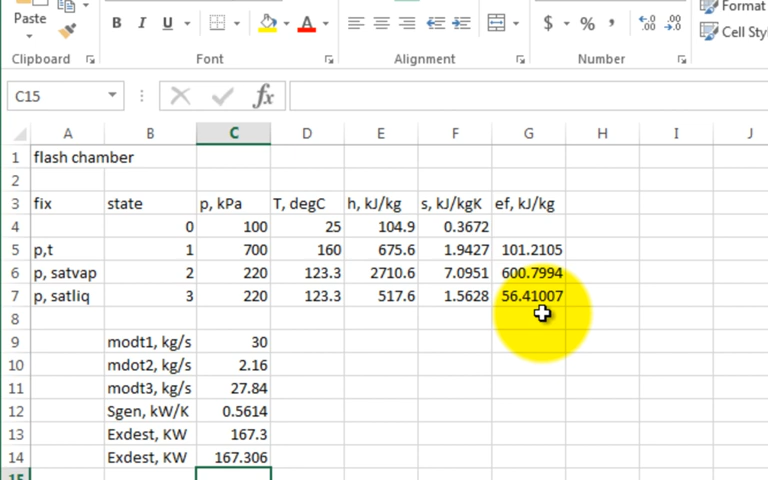 Paste
B I U
A
$ % ,
.00
.00
Format
Cell Sty
Clipboard Font Alignment Number
C15 fx
A B C D E F G H I J
1 flash chamber
2
3 fix state p, kPa T, degC h, kJ/kg s, kJ/kgK ef, kJ/kg
4 0 100 25 104.9 0.3672
5 p,t 1 700 160 675.6 1.9427 101.2105
6 p, satvap 2 220 123.3 2710.6 7.0951 600.7994
7 p, satliq 3 220 123.3 517.6 1.5628 56.41007
8
9 modt1, kg/s 30
10 mdot2, kg/s 2.16
11 modt3, kg/s 27.84
12 Sgen, kW/K 0.5614
13 Exdest, KW 167.3
14 Exdest, KW 167.306
15